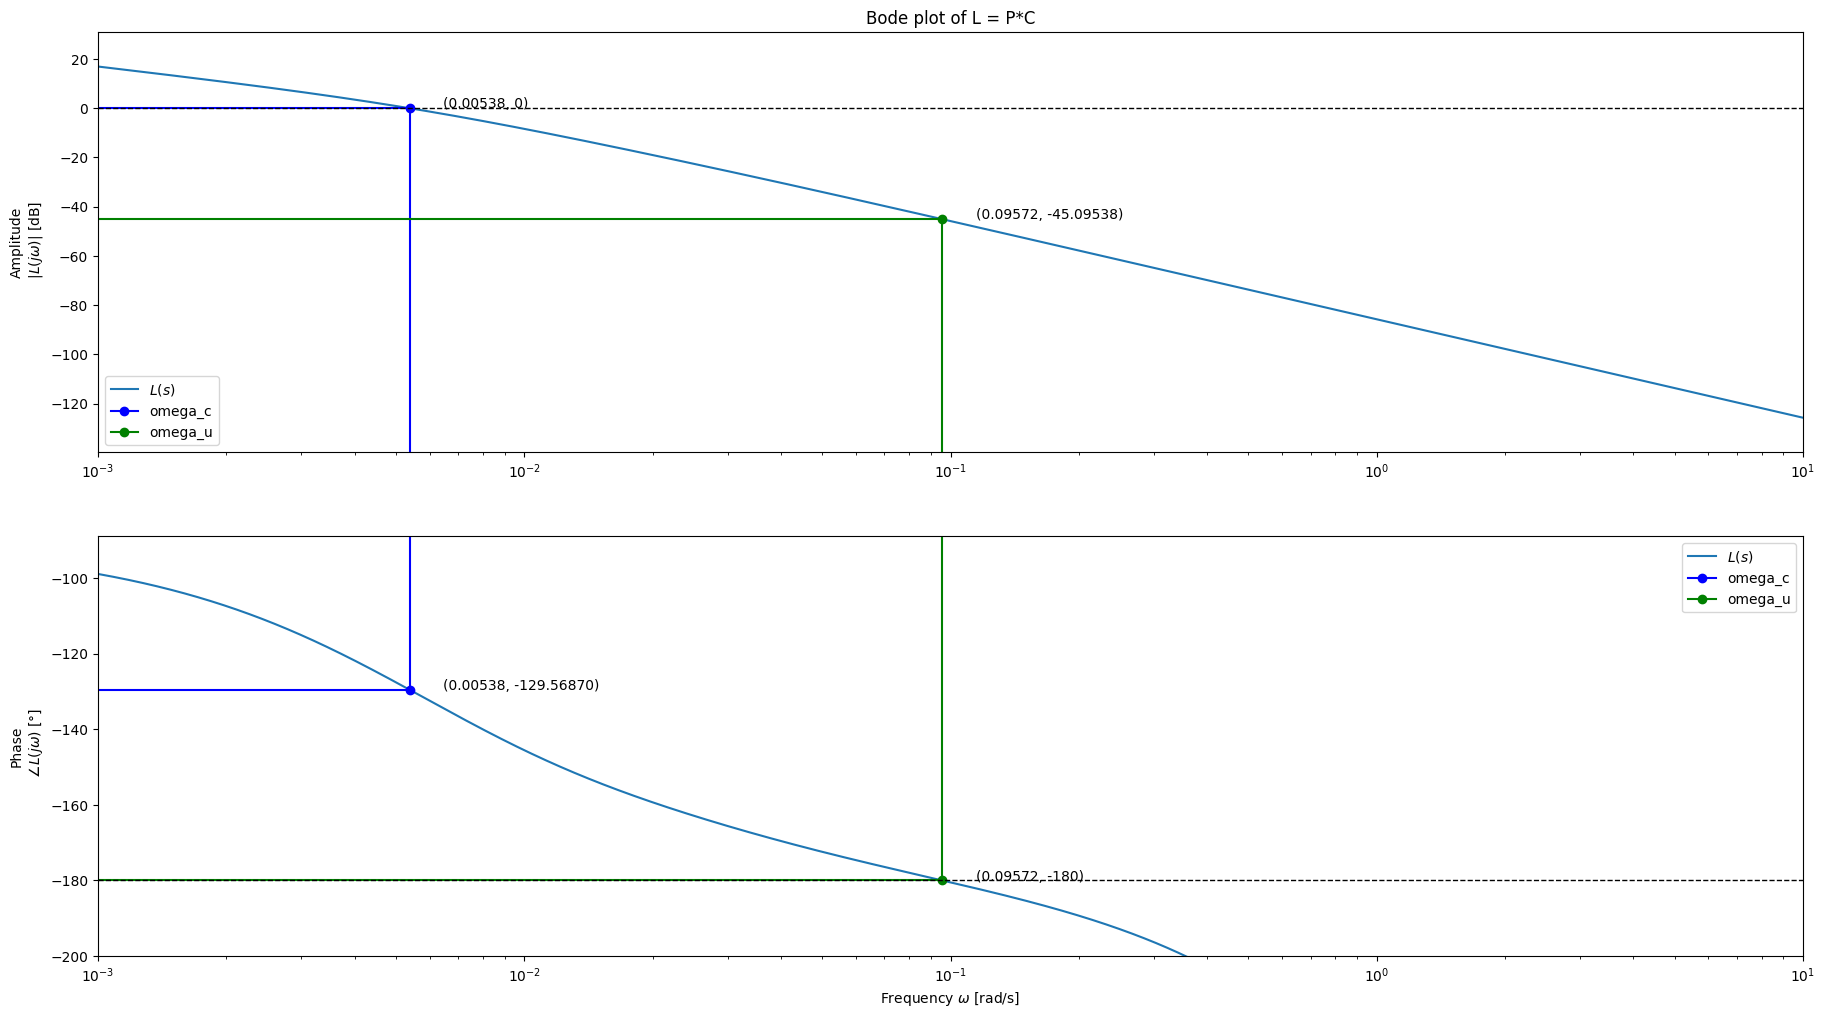 Bode plot of L = P*C
Amplitude
|L(jω)| [dB]
20
0
−20
−40
−60
−80
−100
−120
(0.00538, 0)
(0.09572, -45.09538)
L(s)
omega_c
omega_u
10⁻³
10⁻²
10⁻¹
10⁰
10¹
Phase
∠L(jω) [°]
−100
−120
−140
−160
−180
−200
(0.00538, -129.56870)
(0.09572, -180)
L(s)
omega_c
omega_u
10⁻³
10⁻²
10⁻¹
10⁰
10¹
Frequency ω [rad/s]